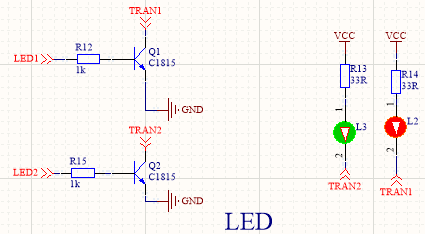 TRAN1
LED1
R12
1k
Q1
C1815
GND
TRAN2
LED2
R15
1k
Q2
C1815
GND
VCC
R13
33R
1
L3
2
TRAN2
VCC
R14
33R
1
L2
2
TRAN1
LED